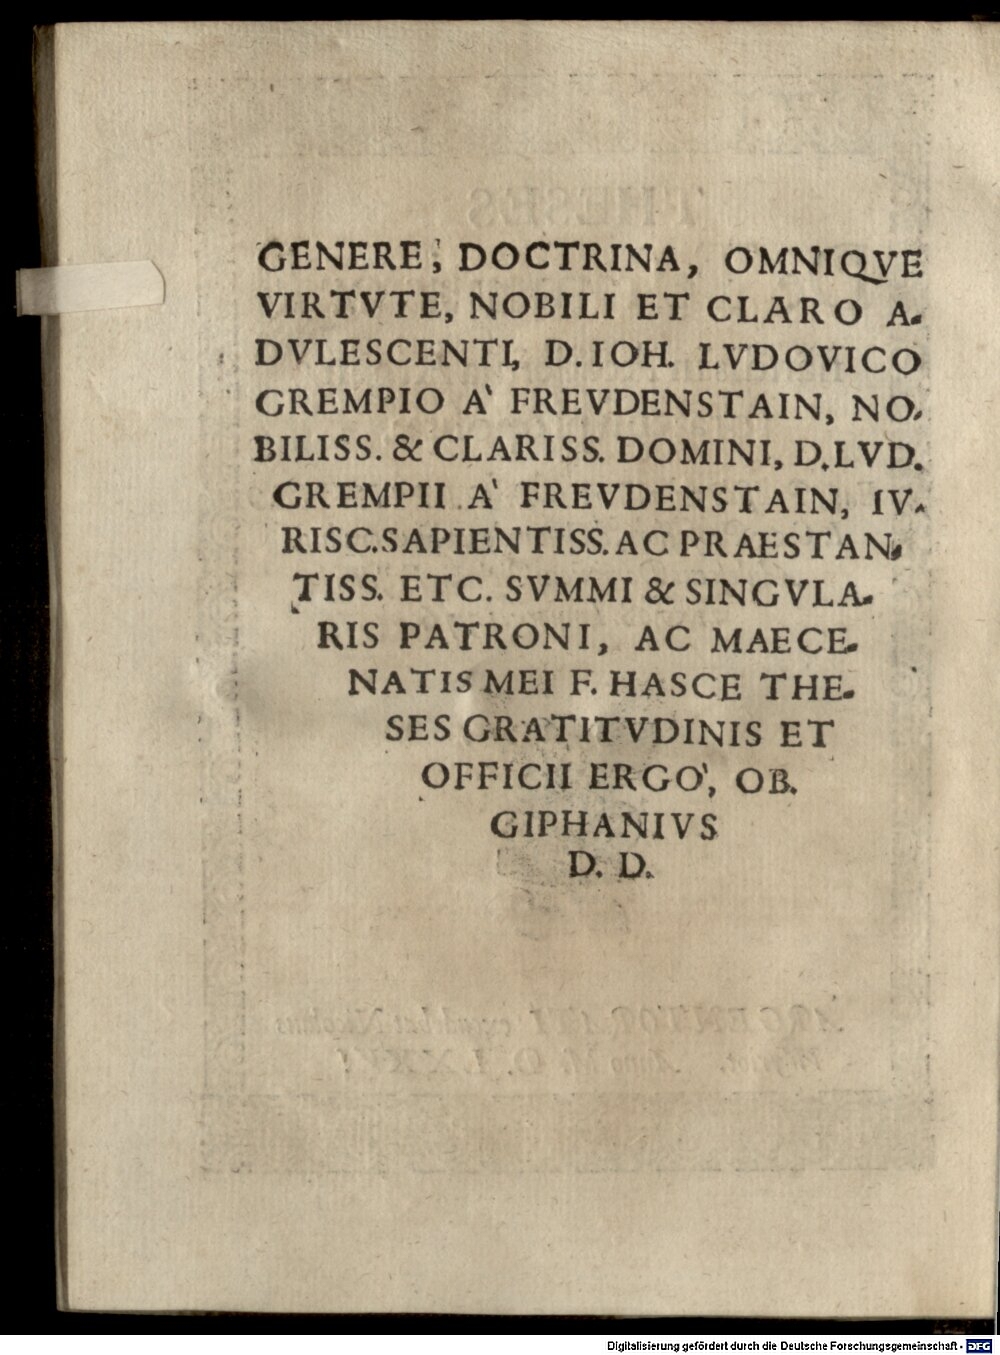 GENERE, DOCTRINA, OMNIQVE
VIRTVTE, NOBILI ET CLARO A-
DVLESCENTI, D. IOH. LVDOVICO
GREMPIO A' FREVDENSTAIN, NO-
BILISS. & CLARISS. DOMINI, D. LVD.
GREMPII A' FREVDENSTAIN, IV-
RISC. SAPIENTISS. AC PRAESTAN-
TISS. ETC. SVMMI & SINGVLA-
RIS PATRONI, AC MAECE-
NATIS MEI F. HASCE THE-
SES GRATITVDINIS ET
OFFICII ERGO', OB.
GIPHANIVS
D. D.
Digitalisierung gefördert durch die Deutsche Forschungsgemeinschaft - DFG